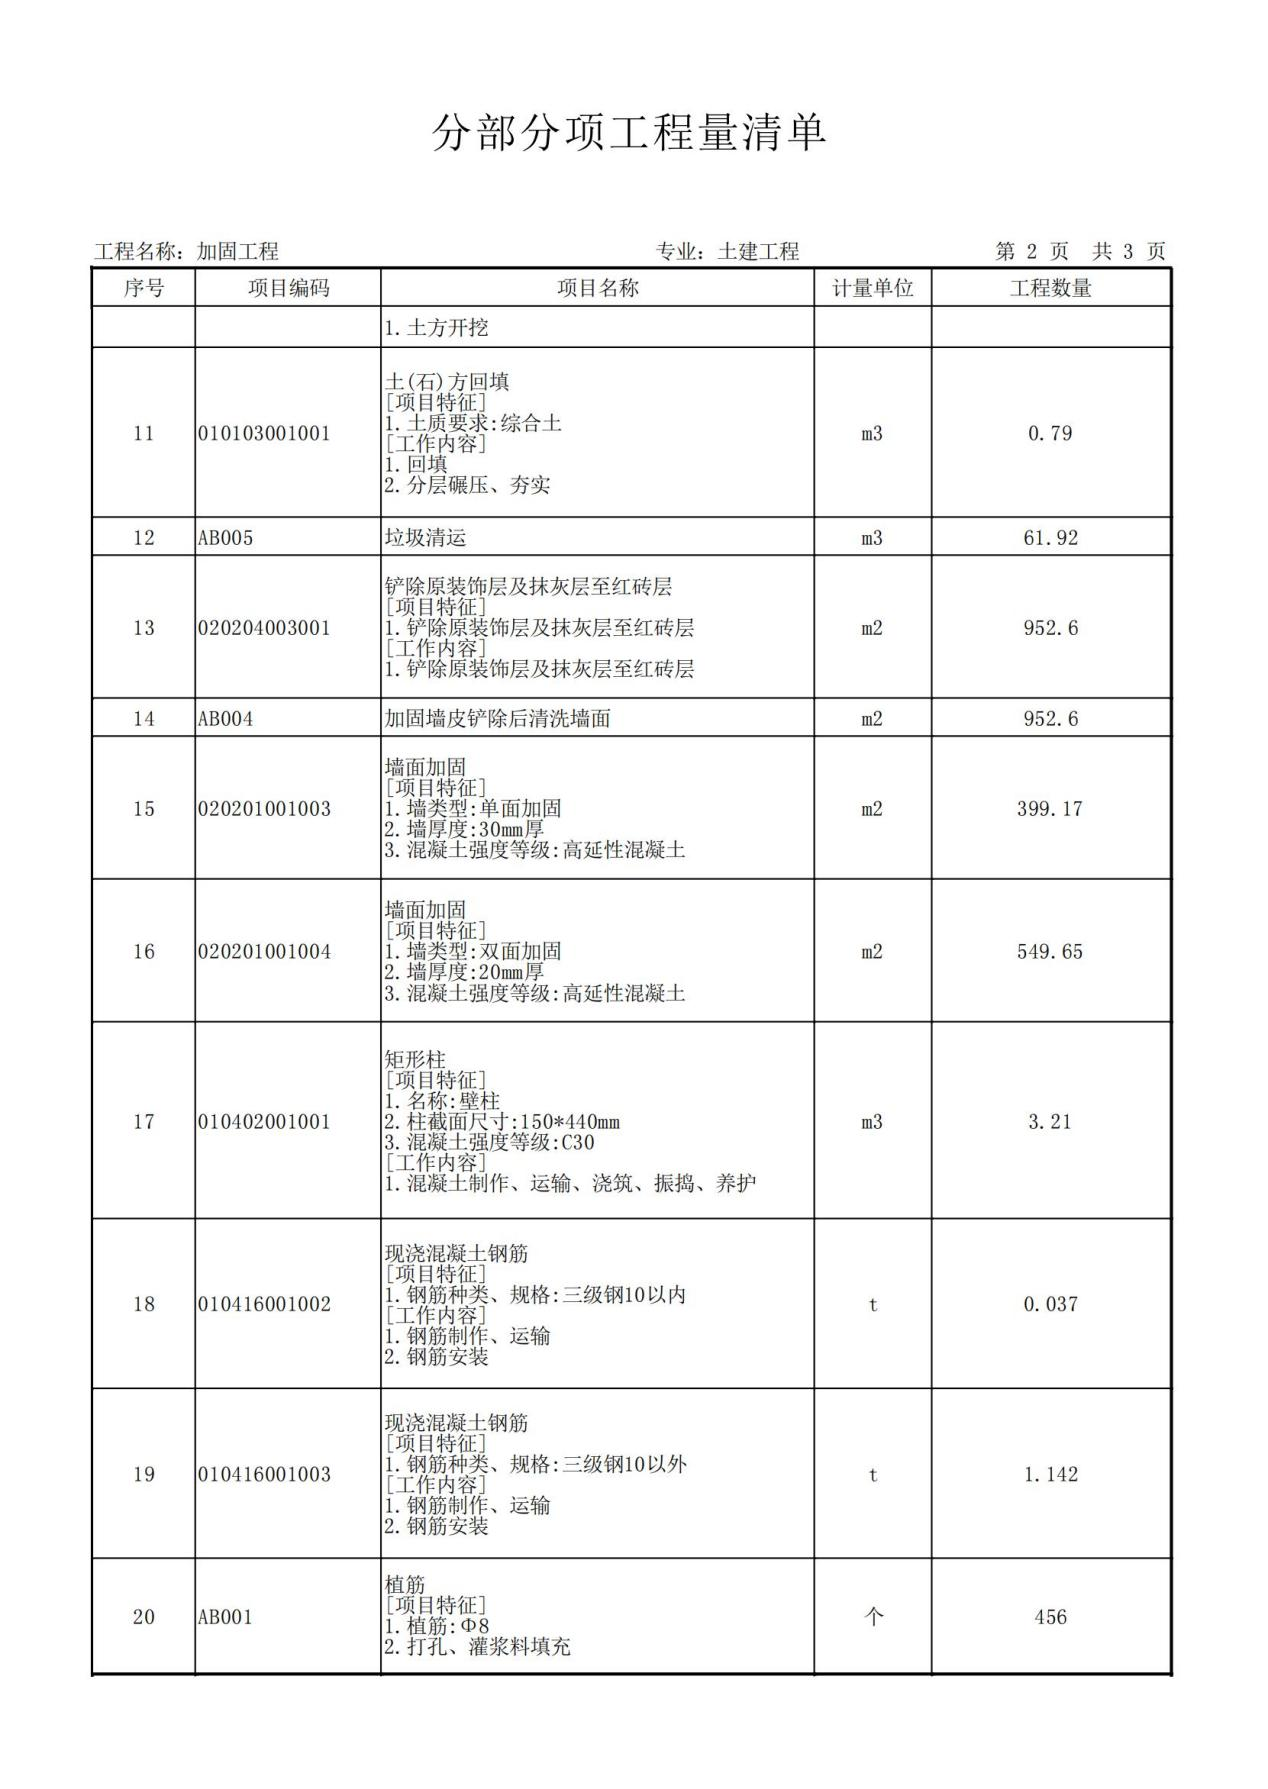 分部分项工程量清单
工程名称：加固工程 专业：土建工程 第 2 页 共 3 页
序号 项目编码 项目名称 计量单位 工程数量
1.土方开挖
11 010103001001 土(石)方回填
[项目特征]
1.土质要求:综合土
[工作内容]
1.回填
2.分层碾压、夯实 m3 0.79
12 AB005 垃圾清运 m3 61.92
13 020204003001 铲除原装饰层及抹灰层至红砖层
[项目特征]
1.铲除原装饰层及抹灰层至红砖层
[工作内容]
1.铲除原装饰层及抹灰层至红砖层 m2 952.6
14 AB004 加固墙皮铲除后清洗墙面 m2 952.6
15 020201001003 墙面加固
[项目特征]
1.墙类型:单面加固
2.墙厚度:30mm厚
3.混凝土强度等级:高延性混凝土 m2 399.17
16 020201001004 墙面加固
[项目特征]
1.墙类型:双面加固
2.墙厚度:20mm厚
3.混凝土强度等级:高延性混凝土 m2 549.65
17 010402001001 矩形柱
[项目特征]
1.名称:壁柱
2.柱截面尺寸:150*440mm
3.混凝土强度等级:C30
[工作内容]
1.混凝土制作、运输、浇筑、振捣、养护 m3 3.21
18 010416001002 现浇混凝土钢筋
[项目特征]
1.钢筋种类、规格:三级钢10以内
[工作内容]
1.钢筋制作、运输
2.钢筋安装 t 0.037
19 010416001003 现浇混凝土钢筋
[项目特征]
1.钢筋种类、规格:三级钢10以外
[工作内容]
1.钢筋制作、运输
2.钢筋安装 t 1.142
20 AB001 植筋
[项目特征]
1.植筋:Φ8
2.打孔、灌浆料填充 个 456